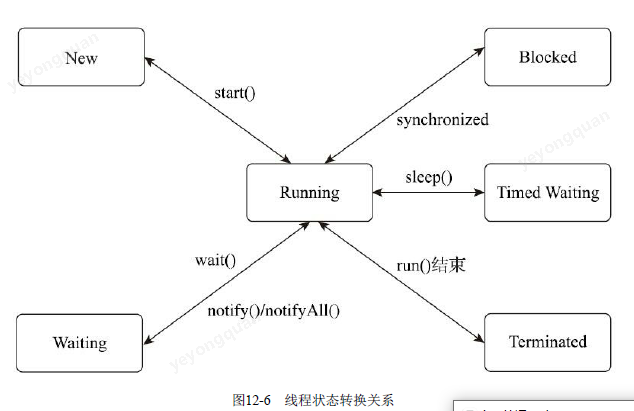 New
Blocked
start()
synchronized
Running
sleep()
Timed Waiting
wait()
run()结束
notify()/notifyAll()
Waiting
Terminated
图12-6 线程状态转换关系
yeyongquan
yeyongquan
yeyongquan